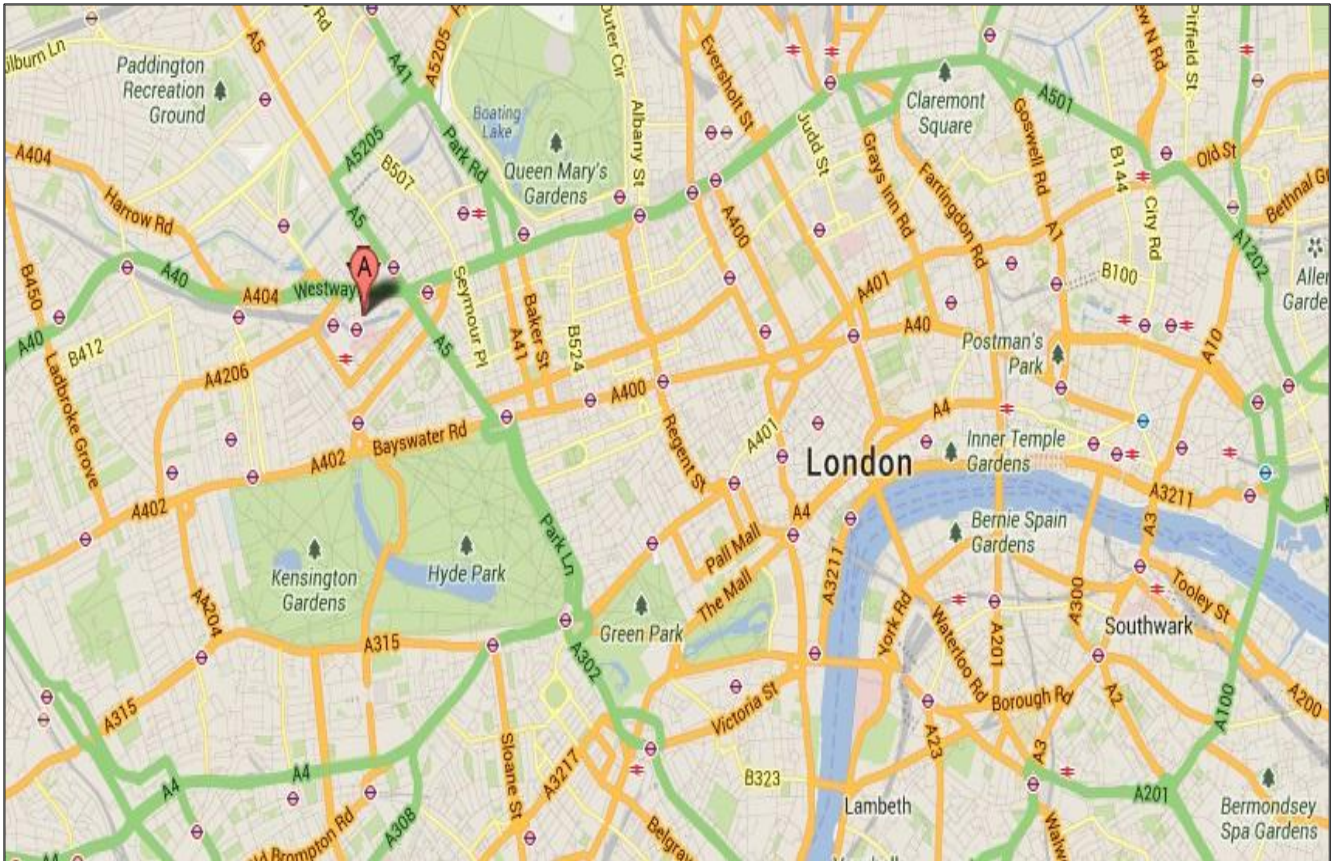 A5
A41
A5205
Outer Cir
Eversholt St
Pitfield St
Paddington
Recreation
Ground
Boating
Lake
Albany St
Claremont
Square
A501
Goswell Rd
A404
A5205
Park Rd
Queen Mary's
Gardens
Judd St
Grays Inn Rd
Farringdon Rd
B144
Old St
Harrow Rd
B507
A5
A400
A1
City Rd
A1202
B450
A40
A404
Westway
A
Seymour Pl
Baker St
A41
B524
A401
B100
A10
A40
B412
A5
A40
Postman's
Park
Ladbroke Grove
A4206
A400
A4
A402
Bayswater Rd
Regent St
A401
London
Inner Temple
Gardens
A402
A3211
A3
Park Ln
A4
Pall Mall
Bernie Spain
Gardens
Kensington
Gardens
Hyde Park
The Mall
A3211
A300
Tooley St
A4204
Green Park
York Rd
Waterloo Rd
A201
Southwark
A315
A302
A315
Victoria St
Borough Rd
A2
A100
A200
A4
A4
Sloane St
A3217
B323
A23
A3
A201
Lambeth
Bermondsey
Spa Gardens
A308
Brompton Rd
A4